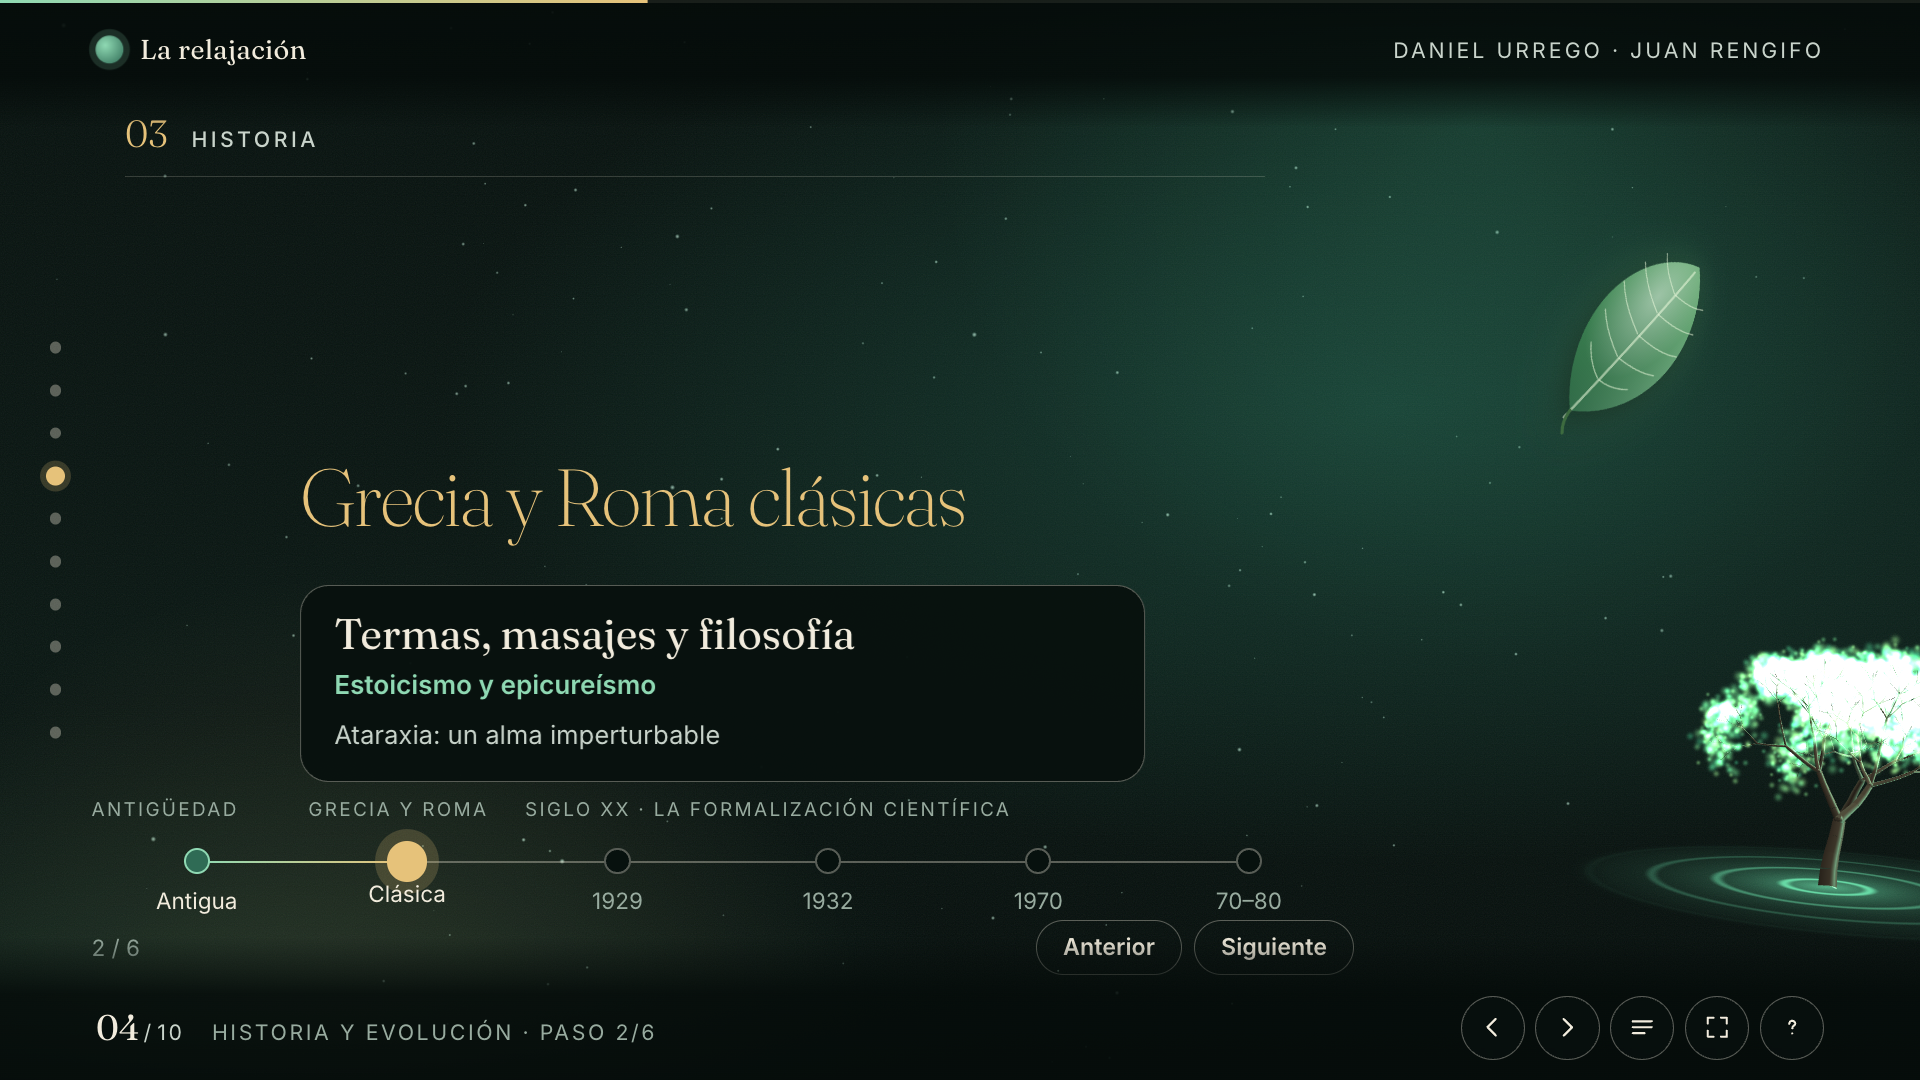 La relajación
DANIEL URREGO · JUAN RENGIFO
03 HISTORIA
Grecia y Roma clásicas
Termas, masajes y filosofía
Estoicismo y epicureísmo
Ataraxia: un alma imperturbable
ANTIGÜEDAD GRECIA Y ROMA SIGLO XX · LA FORMALIZACIÓN CIENTÍFICA
Antigua Clásica 1929 1932 1970 70–80
2 / 6 Anterior Siguiente
04 / 10 HISTORIA Y EVOLUCIÓN · PASO 2/6 ?